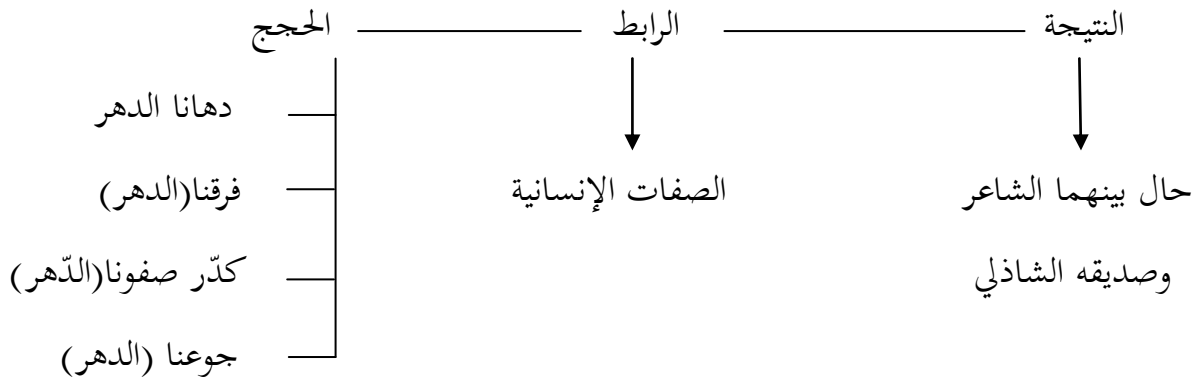 النتيجة الرابط الحجج
دهانا الدهر
حال بينهما الشاعر الصفات الإنسانية فرقنا(الدهر)
وصديقه الشاذلي كدّر صفونا(الدّهر)
جوعنا (الدهر)